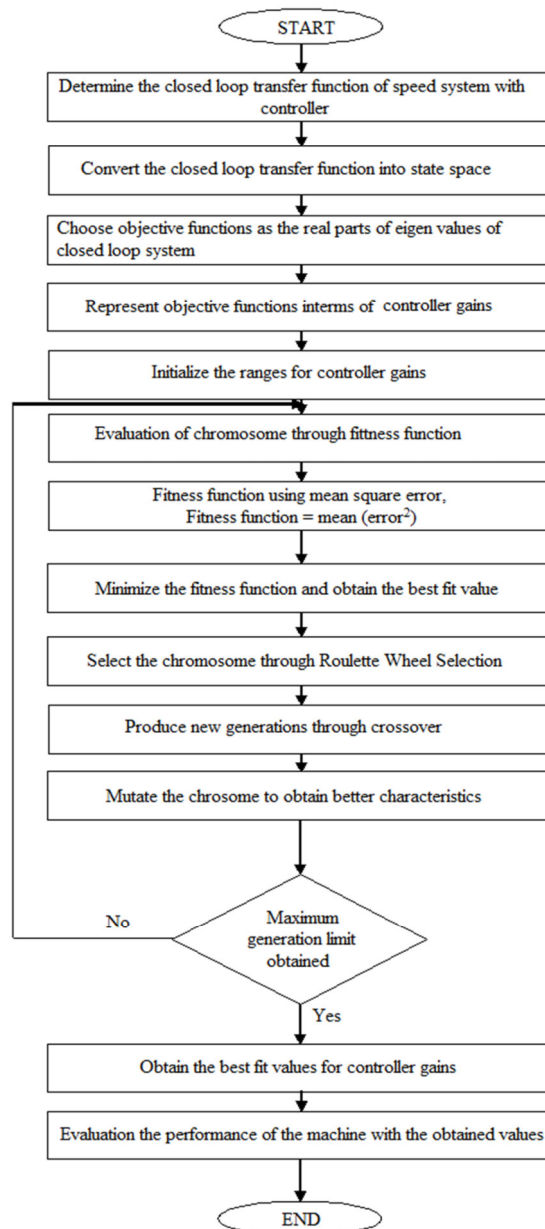 START
Determine the closed loop transfer function of speed system with
controller
Convert the closed loop transfer function into state space
Choose objective functions as the real parts of eigen values of
closed loop system
Represent objective functions interms of controller gains
Initialize the ranges for controller gains
Evaluation of chromosome through fittness function
Fitness function using mean square error,
Fitness function = mean (error²)
Minimize the fitness function and obtain the best fit value
Select the chromosome through Roulette Wheel Selection
Produce new generations through crossover
Mutate the chrosome to obtain better characteristics
No
Maximum
generation limit
obtained
Yes
Obtain the best fit values for controller gains
Evaluation the performance of the machine with the obtained values
END